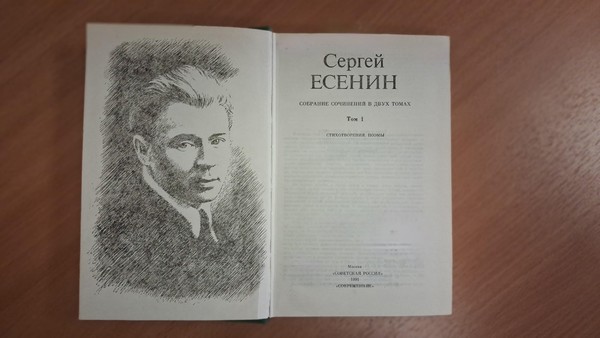 Сергей
ЕСЕНИН
СОБРАНИЕ СОЧИНЕНИЙ В ДВУХ ТОМАХ
Том 1
СТИХОТВОРЕНИЯ. ПОЭМЫ
Москва
«СОВЕТСКАЯ РОССИЯ»
«СОВРЕМЕННИК»